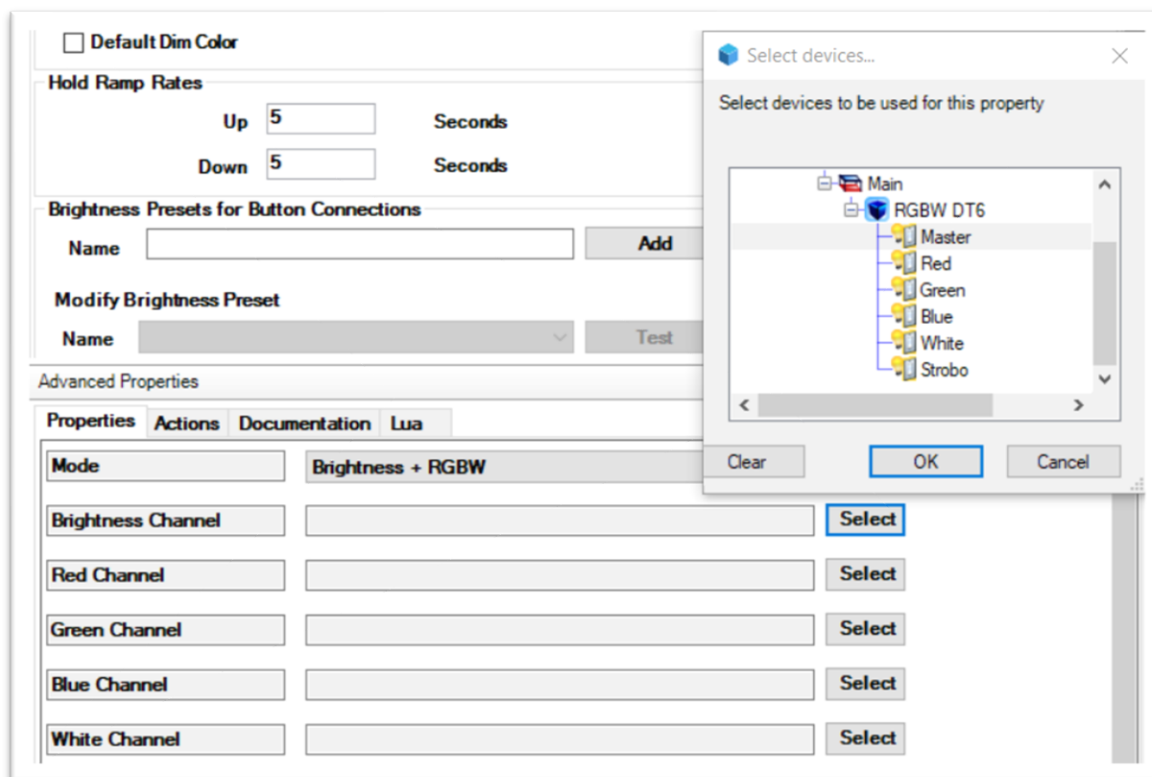 Default Dim Color
Hold Ramp Rates
Up 5 Seconds
Down 5 Seconds
Brightness Presets for Button Connections
Name Add
Modify Brightness Preset
Name Test
Advanced Properties
Properties Actions Documentation Lua
Mode Brightness + RGBW
Brightness Channel Select
Red Channel Select
Green Channel Select
Blue Channel Select
White Channel Select
Select devices...
Select devices to be used for this property
Main
RGBW DT6
Master
Red
Green
Blue
White
Strobo
Clear OK Cancel